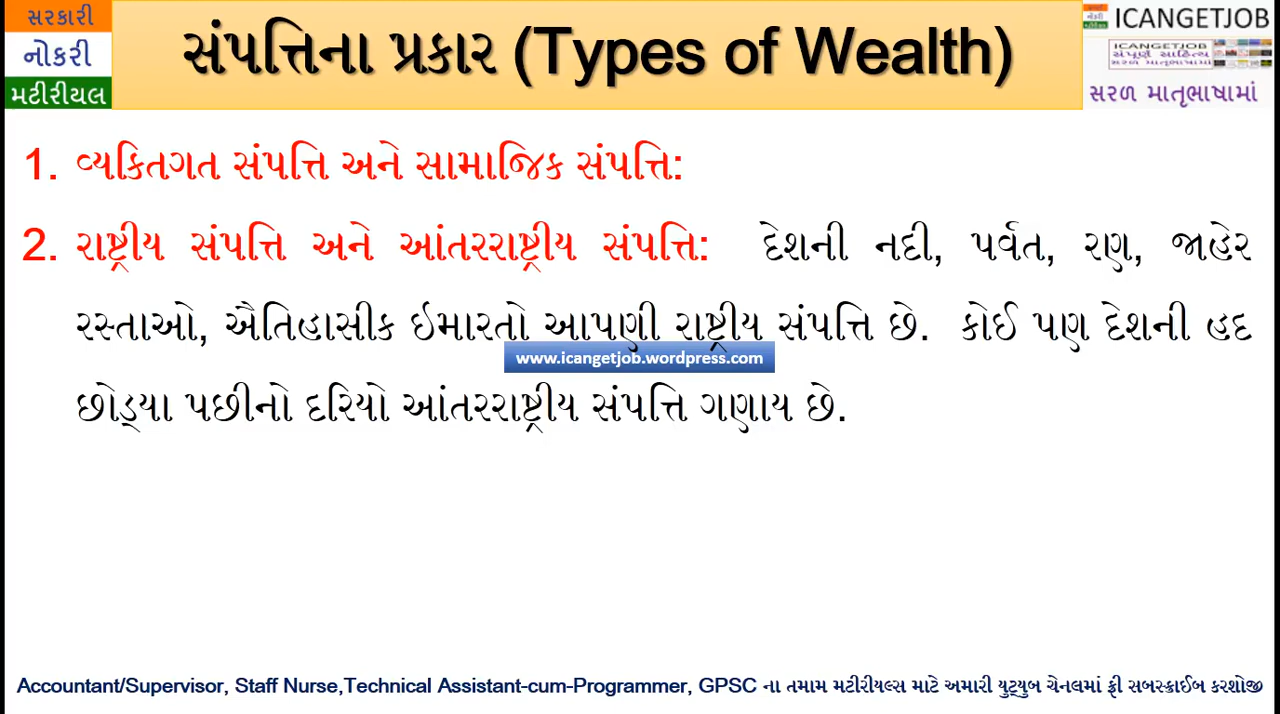 સરકારી
નોકરી
મટીરીયલ
સંપત્તિના પ્રકાર (Types of Wealth)
ICANGETJOB
ICANGETJOB
સંપૂર્ણ સાહિત્ય
સરળ માતૃભાષામાં
સરળ માતૃભાષામાં
1. વ્યકિતગત સંપત્તિ અને સામાજિક સંપત્તિ:
2. રાષ્ટ્રીય સંપત્તિ અને આંતરરાષ્ટ્રીય સંપત્તિ: દેશની નદી, પર્વત, રણ, જાહેર
રસ્તાઓ, ઐતિહાસીક ઇમારતો આપણી રાષ્ટ્રીય સંપત્તિ છે. કોઈ પણ દેશની હદ
www.icangetjob.wordpress.com
છોડ્યા પછીનો દરિયો આંતરરાષ્ટ્રીય સંપત્તિ ગણાય છે.
Accountant/Supervisor, Staff Nurse,Technical Assistant-cum-Programmer, GPSC ના તમામ મટીરીયલ્સ માટે અમારી યુટ્યુબ ચેનલમાં ફ્રી સબસ્ક્રાઈબ કરશોજી